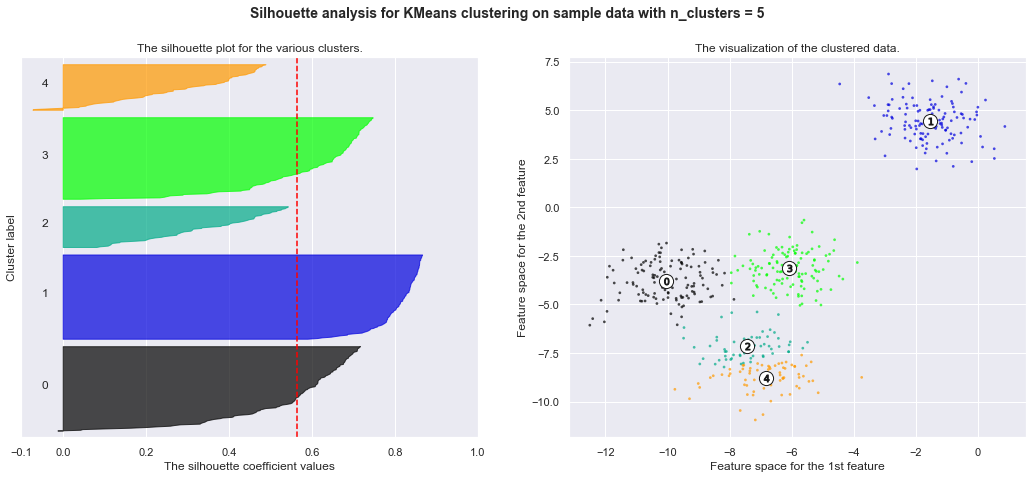 Silhouette analysis for KMeans clustering on sample data with n_clusters = 5
The silhouette plot for the various clusters.
Cluster label
4
3
2
1
0
−0.1 0.0 0.2 0.4 0.6 0.8 1.0
The silhouette coefficient values
The visualization of the clustered data.
Feature space for the 2nd feature
7.5
5.0
2.5
0.0
−2.5
−5.0
−7.5
−10.0
1
3
0
2
4
−12 −10 −8 −6 −4 −2 0
Feature space for the 1st feature